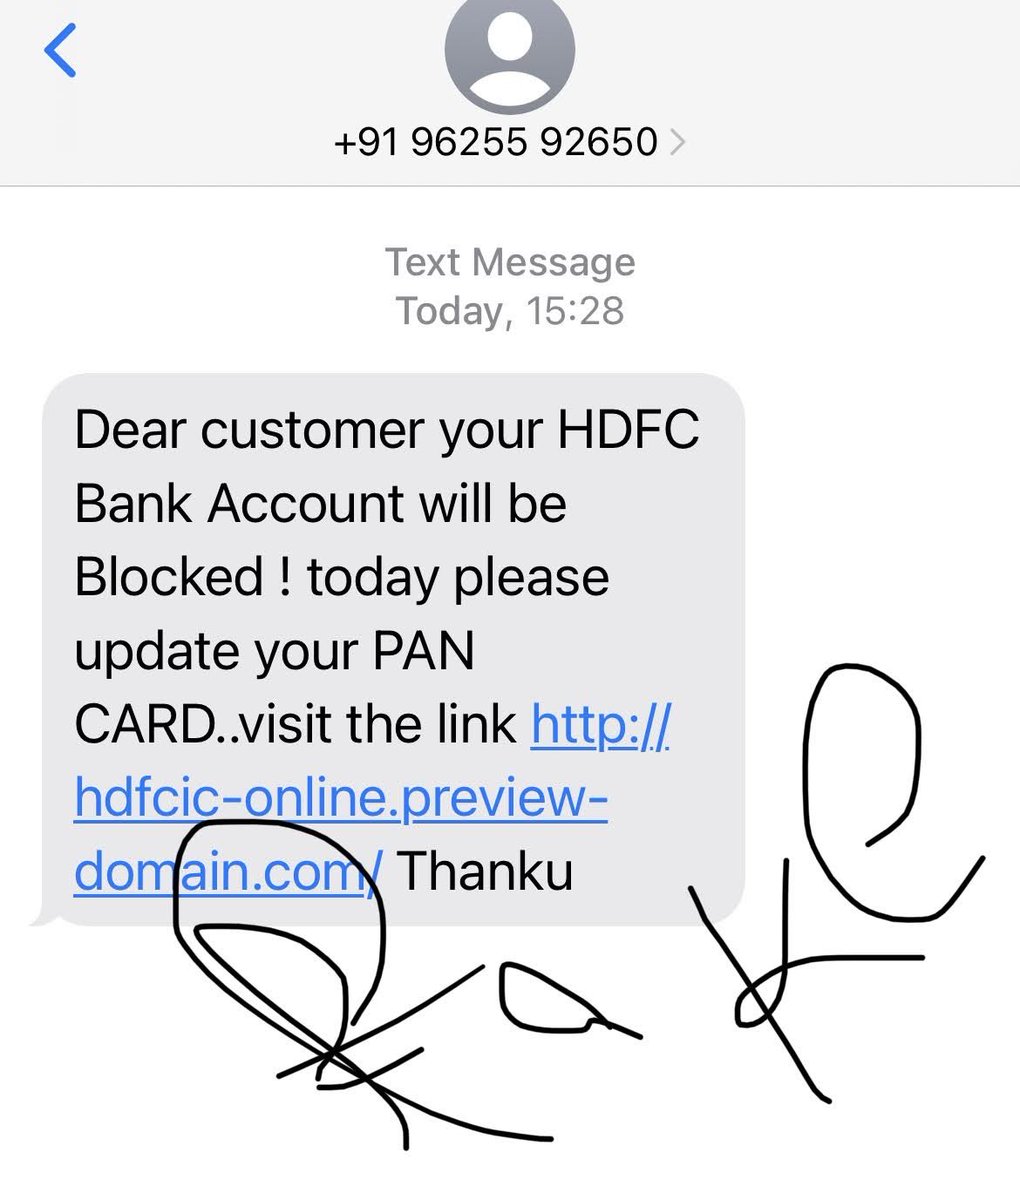 +91 96255 92650
Text Message
Today, 15:28
Dear customer your HDFC
Bank Account will be
Blocked ! today please
update your PAN
CARD..visit the link http://
hdfcic-online.preview-
domain.com/ Thanku